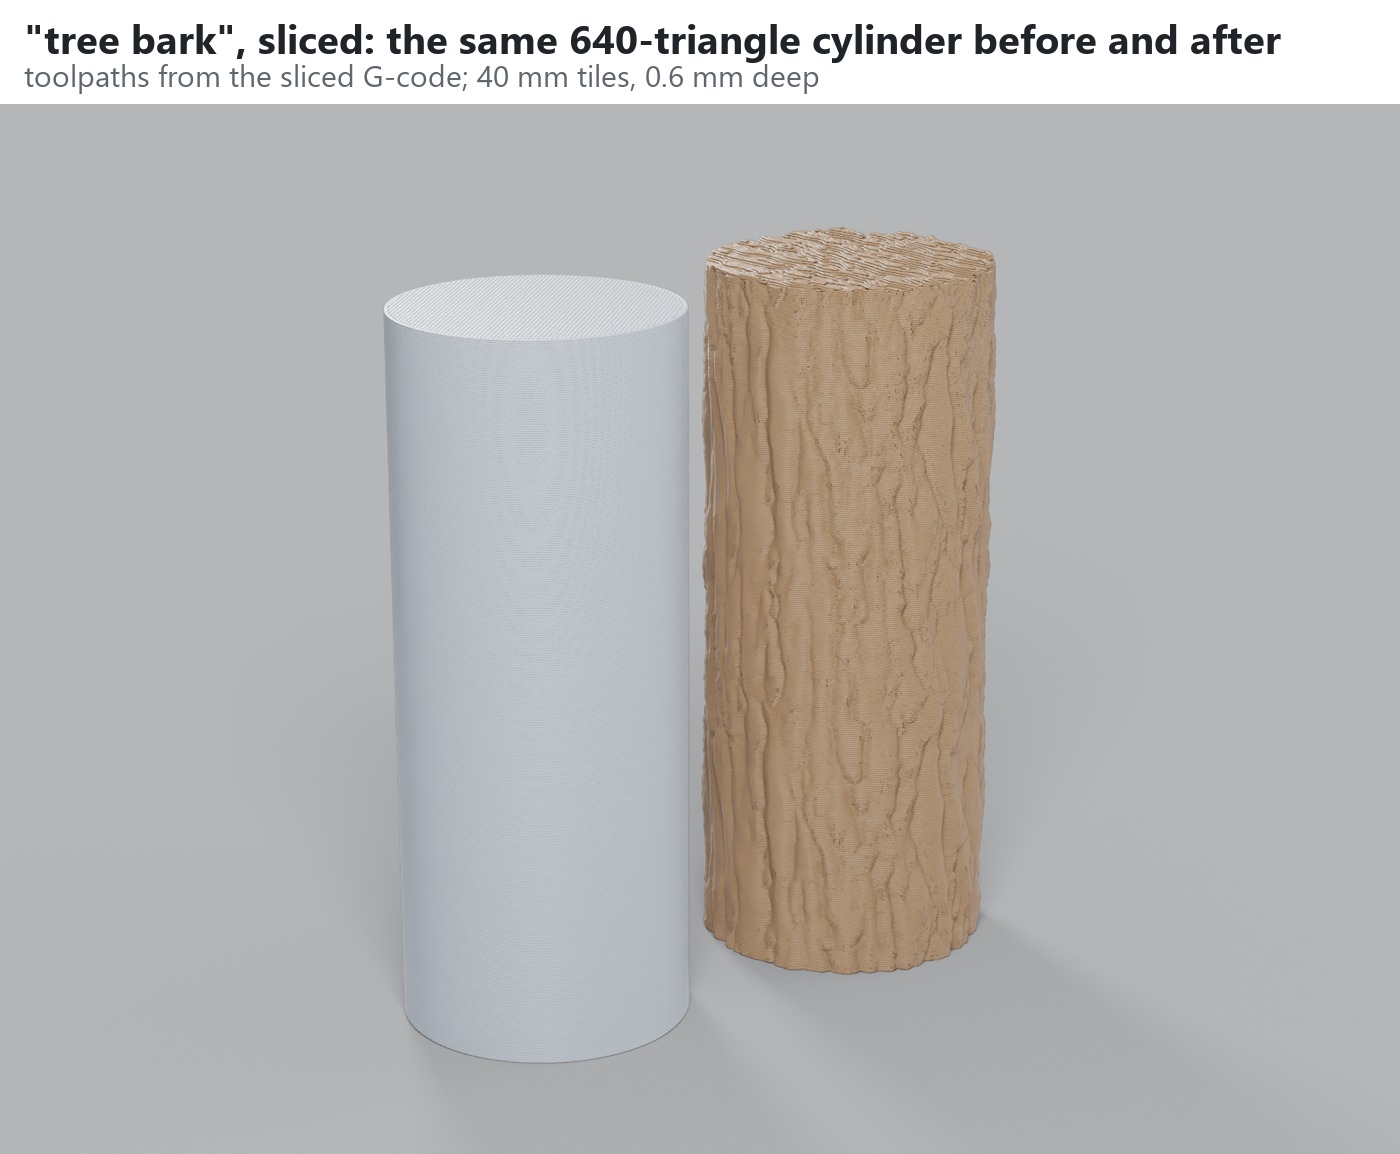 "tree bark", sliced: the same 640-triangle cylinder before and after
toolpaths from the sliced G-code; 40 mm tiles, 0.6 mm deep